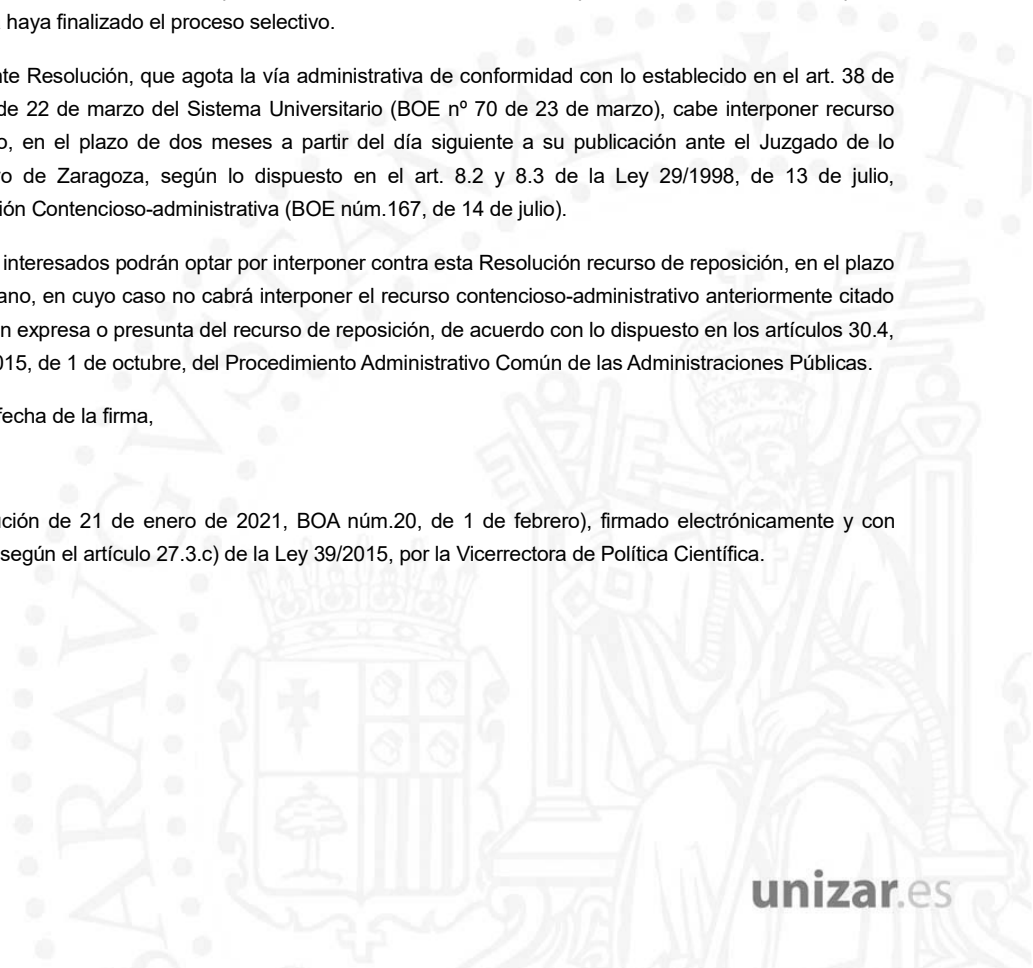 haya finalizado el proceso selectivo.
nte Resolución, que agota la vía administrativa de conformidad con lo establecido en el art. 38 de
de 22 de marzo del Sistema Universitario (BOE nº 70 de 23 de marzo), cabe interponer recurso
o, en el plazo de dos meses a partir del día siguiente a su publicación ante el Juzgado de lo
vo de Zaragoza, según lo dispuesto en el art. 8.2 y 8.3 de la Ley 29/1998, de 13 de julio,
ión Contencioso-administrativa (BOE núm.167, de 14 de julio).
interesados podrán optar por interponer contra esta Resolución recurso de reposición, en el plazo
ano, en cuyo caso no cabrá interponer el recurso contencioso-administrativo anteriormente citado
n expresa o presunta del recurso de reposición, de acuerdo con lo dispuesto en los artículos 30.4,
015, de 1 de octubre, del Procedimiento Administrativo Común de las Administraciones Públicas.
fecha de la firma,
ución de 21 de enero de 2021, BOA núm.20, de 1 de febrero), firmado electrónicamente y con
según el artículo 27.3.c) de la Ley 39/2015, por la Vicerrectora de Política Científica.
unizar.es